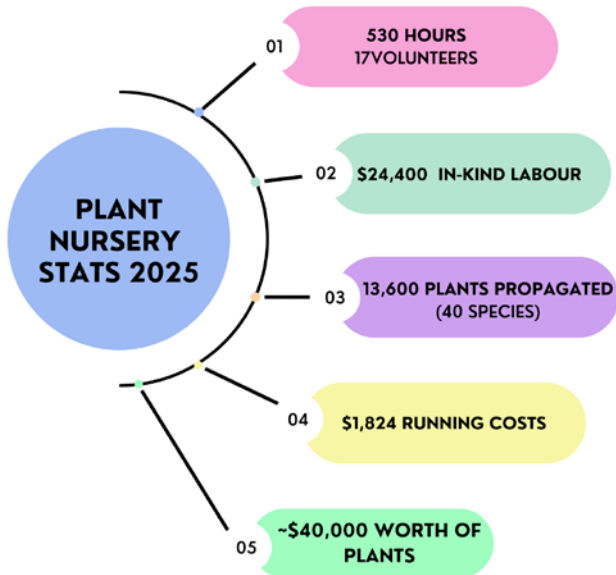 PLANT
NURSERY
STATS 2025
01
530 HOURS
17VOLUNTEERS
02
$24,400 IN-KIND LABOUR
03
13,600 PLANTS PROPAGATED
(40 SPECIES)
04
$1,824 RUNNING COSTS
05
~$40,000 WORTH OF
PLANTS